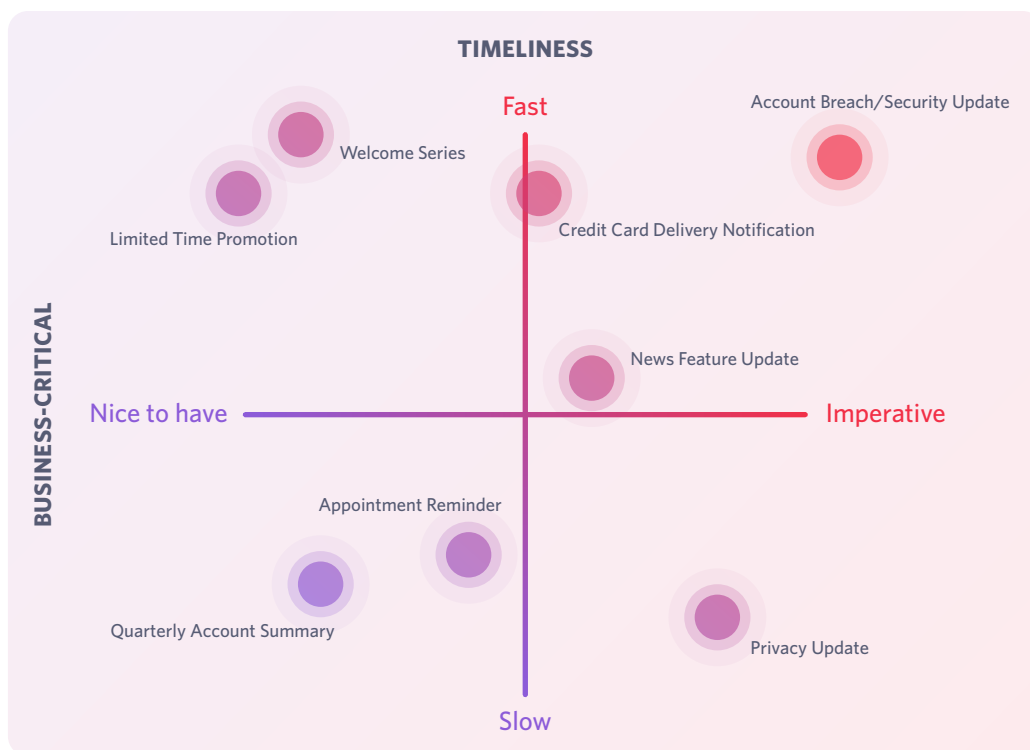 TIMELINESS
Fast
Account Breach/Security Update
Welcome Series
Credit Card Delivery Notification
Limited Time Promotion
BUSINESS-CRITICAL
News Feature Update
Nice to have
Imperative
Appointment Reminder
Quarterly Account Summary
Privacy Update
Slow